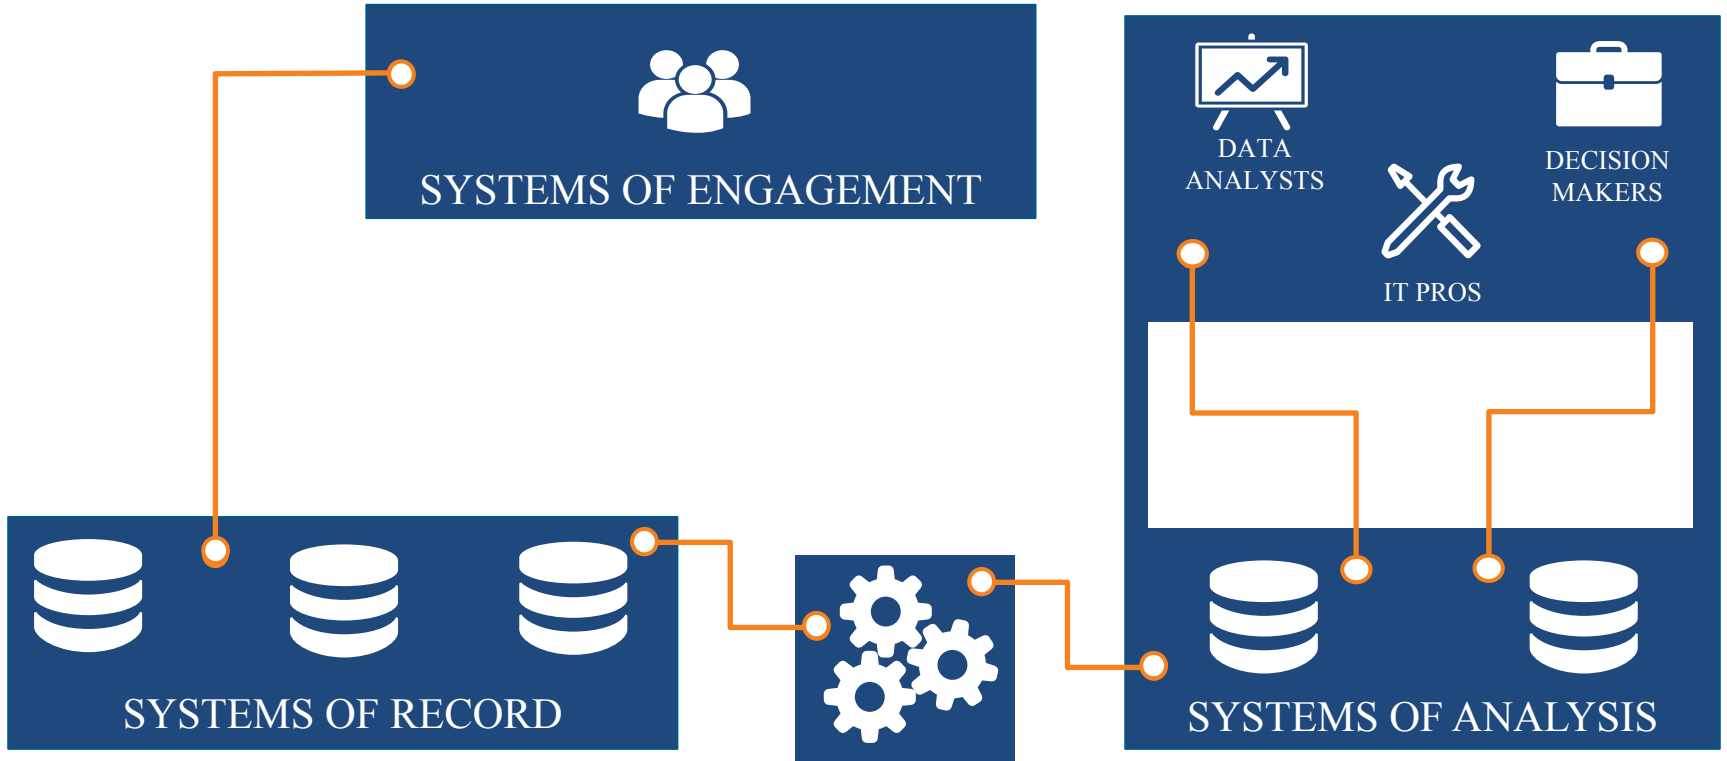 SYSTEMS OF ENGAGEMENT
DATA
ANALYSTS
DECISION
MAKERS
IT PROS
SYSTEMS OF RECORD
SYSTEMS OF ANALYSIS